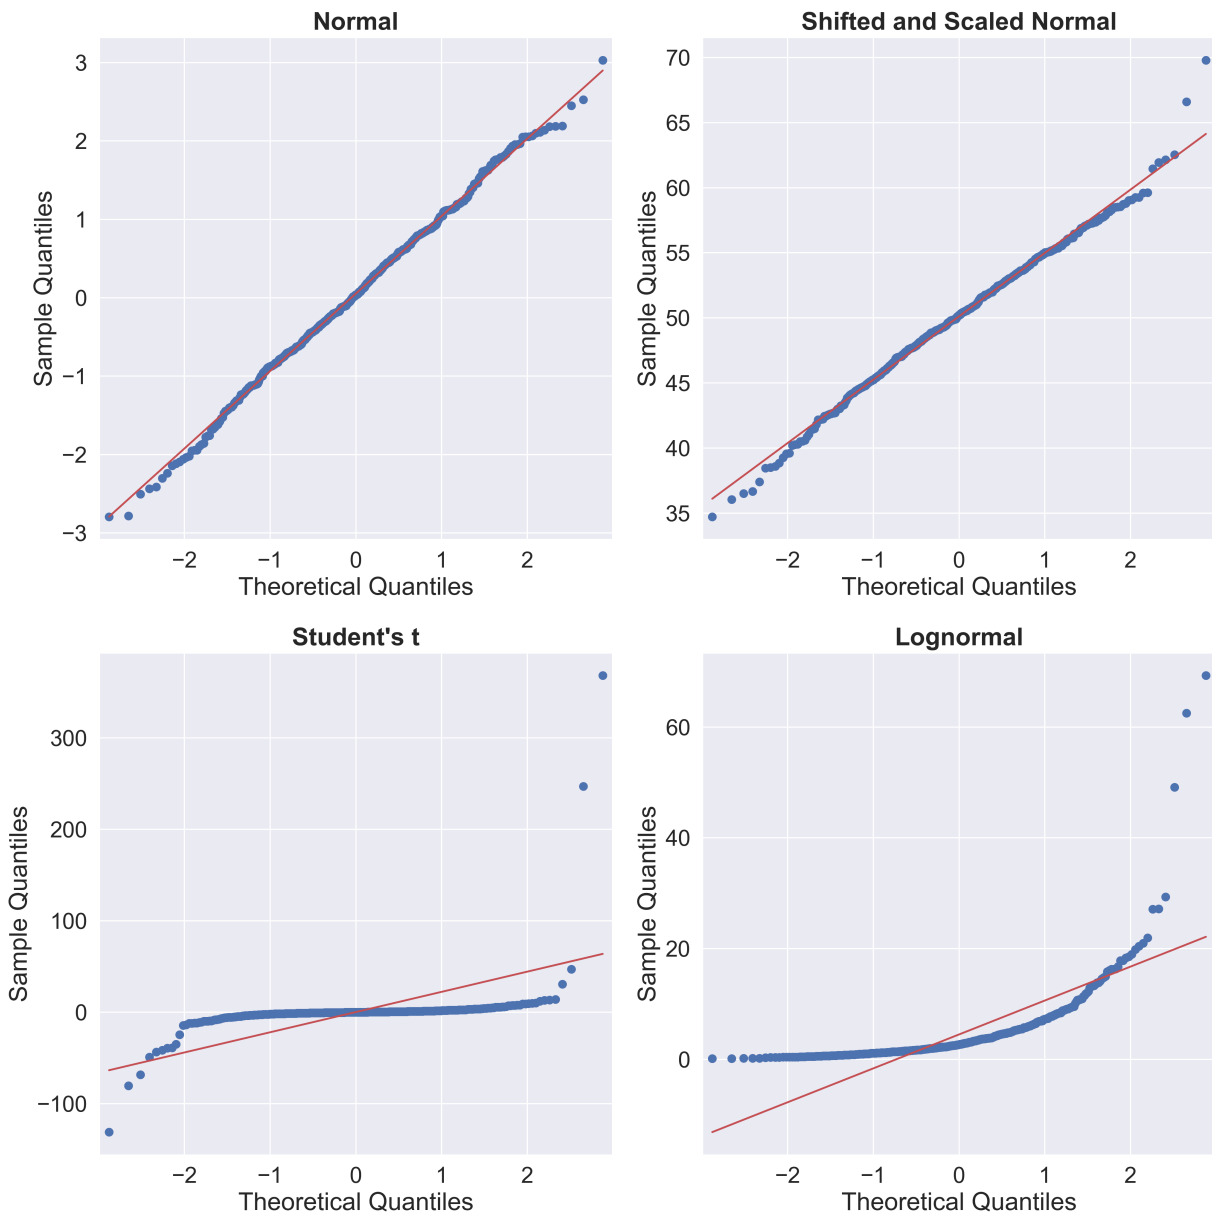 Normal
Sample Quantiles
3
2
1
0
−1
−2
−3
−2 −1 0 1 2
Theoretical Quantiles
Shifted and Scaled Normal
Sample Quantiles
70
65
60
55
50
45
40
35
−2 −1 0 1 2
Theoretical Quantiles
Student's t
Sample Quantiles
300
200
100
0
−100
−2 −1 0 1 2
Theoretical Quantiles
Lognormal
Sample Quantiles
60
40
20
0
−2 −1 0 1 2
Theoretical Quantiles